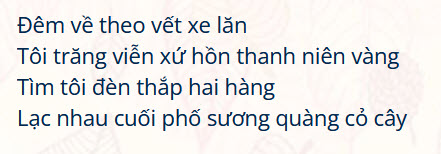 Đêm về theo vết xe lăn
Tôi trăng viễn xứ hồn thanh niên vàng
Tìm tôi đèn thắp hai hàng
Lạc nhau cuối phố sương quàng cỏ cây